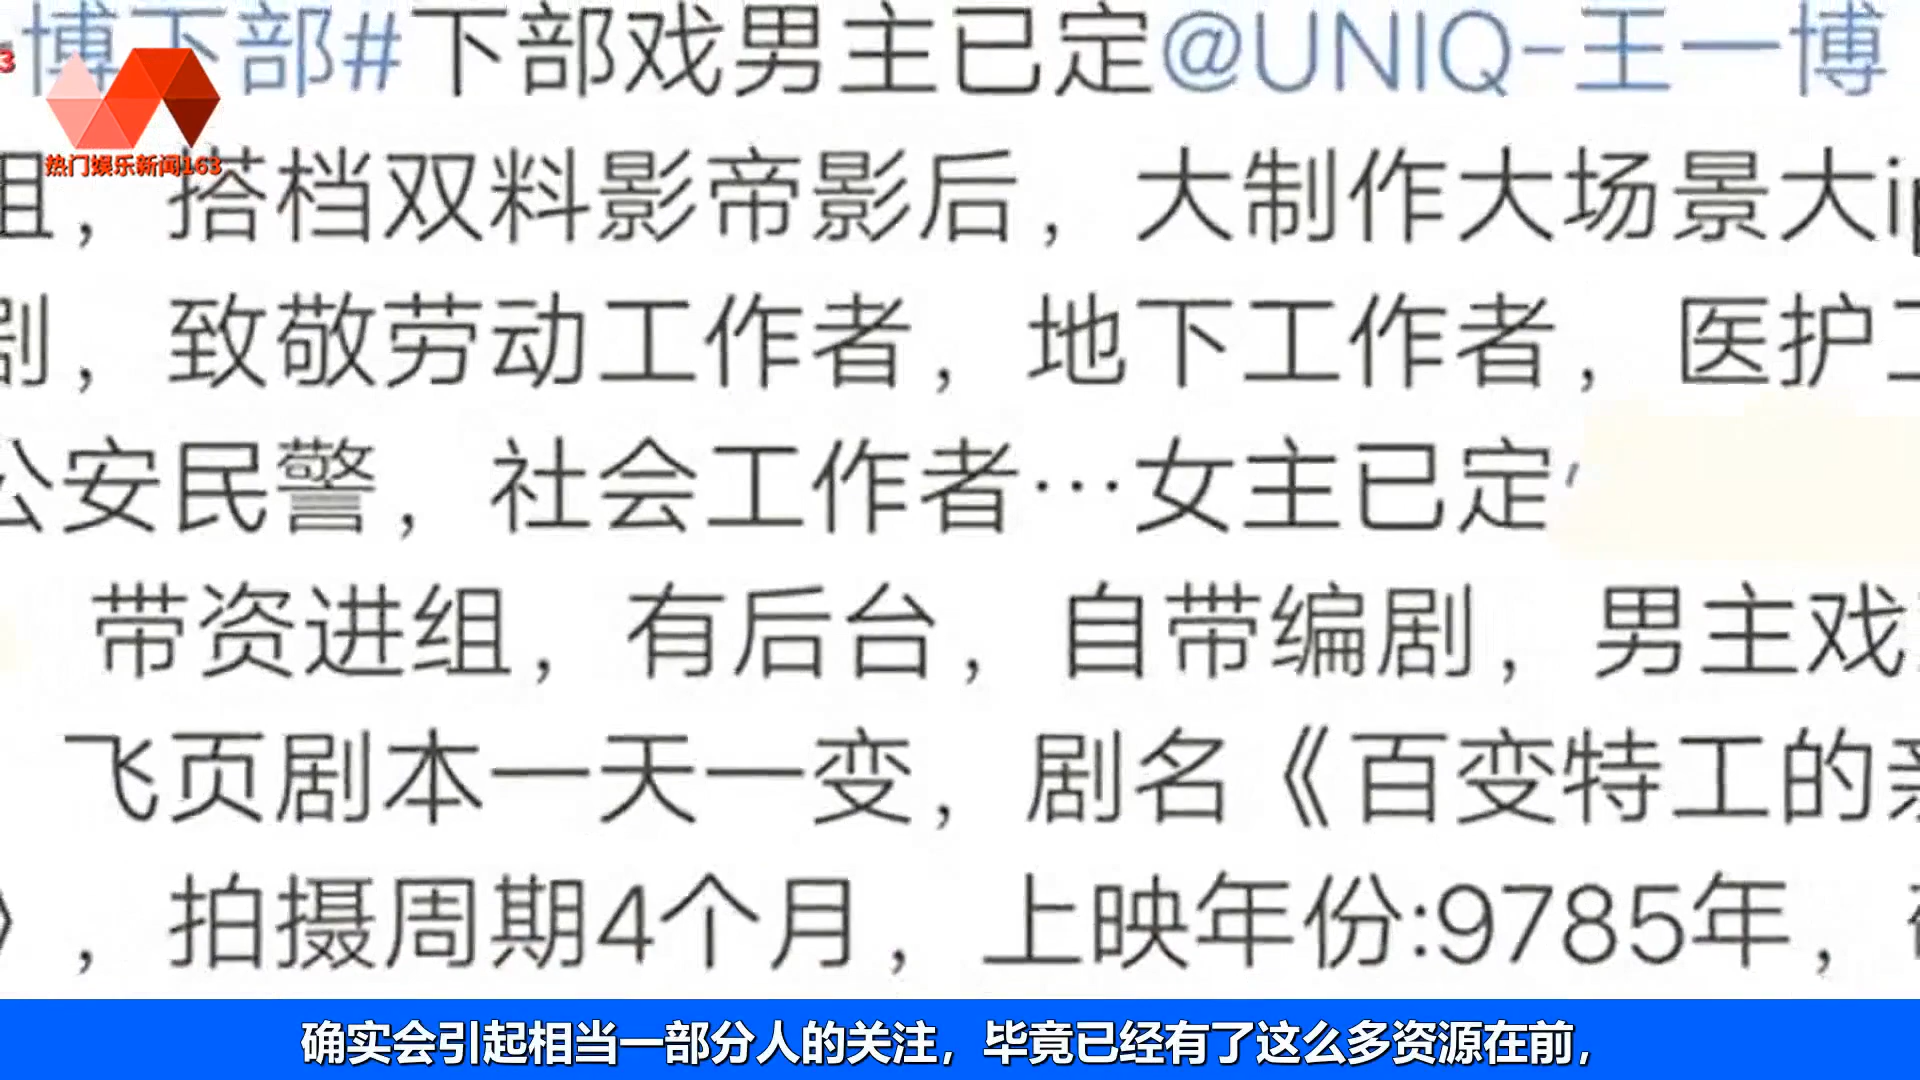 博下部#下部戏男主已定@UNIQ-王一博
热门娱乐新闻163
组，搭档双料影帝影后，大制作大场景大ip
剧，致敬劳动工作者，地下工作者，医护工
公安民警，社会工作者…女主已定
带资进组，有后台，自带编剧，男主戏
飞页剧本一天一变，剧名《百变特工的亲
》，拍摄周期4个月，上映年份:9785年，
确实会引起相当一部分人的关注，毕竟已经有了这么多资源在前，